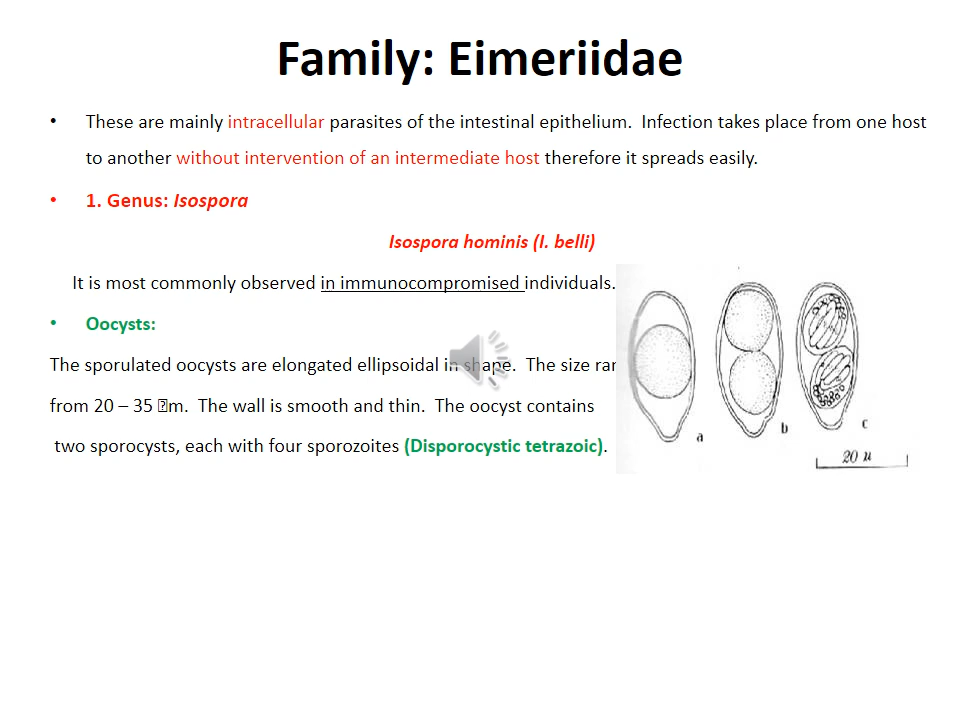 Family: Eimeriidae
• These are mainly intracellular parasites of the intestinal epithelium. Infection takes place from one host
to another without intervention of an intermediate host therefore it spreads easily.
• 1. Genus: Isospora
Isospora hominis (I. belli)
It is most commonly observed in immunocompromised individuals.
• Oocysts:
The sporulated oocysts are elongated ellipsoidal in shape. The size
from 20 – 35 m. The wall is smooth and thin. The oocyst contains
two sporocysts, each with four sporozoites (Disporocystic tetrazoic).
a
b
c
20 u